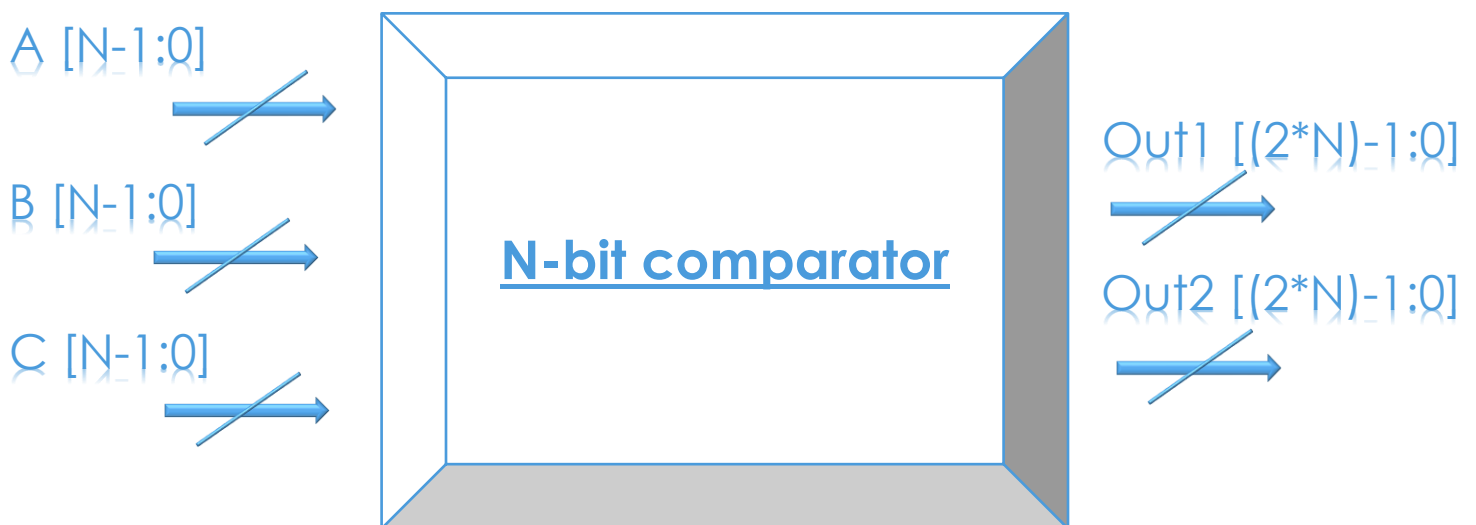 A [N-1:0]
B [N-1:0]
C [N-1:0]
N-bit comparator
Out1 [(2*N)-1:0]
Out2 [(2*N)-1:0]